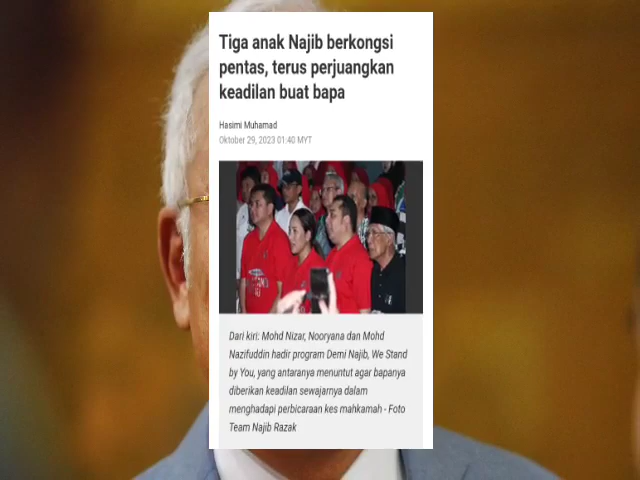 Tiga anak Najib berkongsi
pentas, terus perjuangkan
keadilan buat bapa
Hasimi Muhamad
Oktober 29, 2023 01:40 MYT
Dari kiri: Mohd Nizar, Nooryana dan Mohd
Nazifuddin hadir program Demi Najib, We Stand
by You, yang antaranya menuntut agar bapanya
diberikan keadilan sewajarnya dalam
menghadapi perbicaraan kes mahkamah - Foto
Team Najib Razak